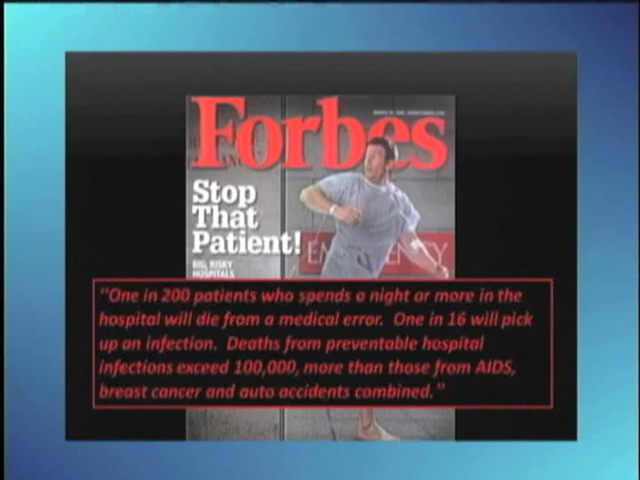 Forbes
Stop
That
Patient!
BIG, RISKY
HOSPITALS
EMERGENCY
"One in 200 patients who spends a night or more in the
hospital will die from a medical error. One in 16 will pick
up an infection. Deaths from preventable hospital
infections exceed 100,000, more than those from AIDS,
breast cancer and auto accidents combined."